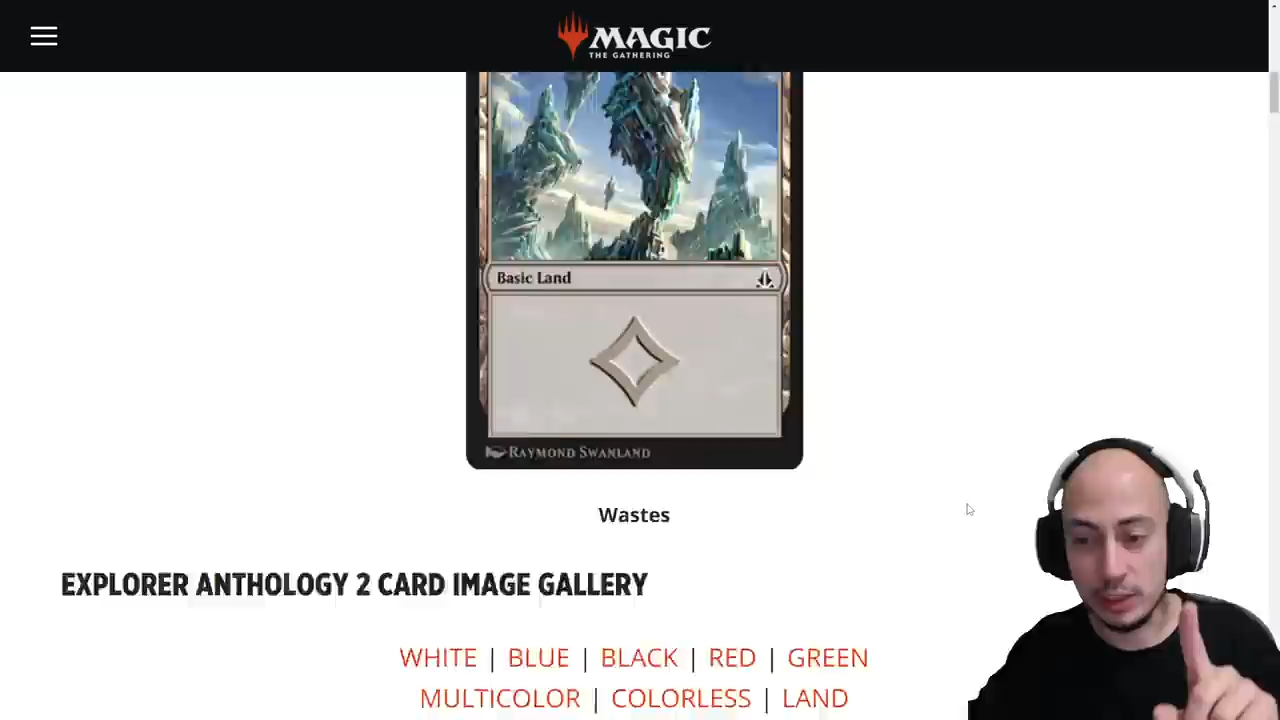 MAGIC
THE GATHERING
Basic Land
RAYMOND SWANLAND
Wastes
EXPLORER ANTHOLOGY 2 CARD IMAGE GALLERY
WHITE | BLUE | BLACK | RED | GREEN
MULTICOLOR | COLORLESS | LAND